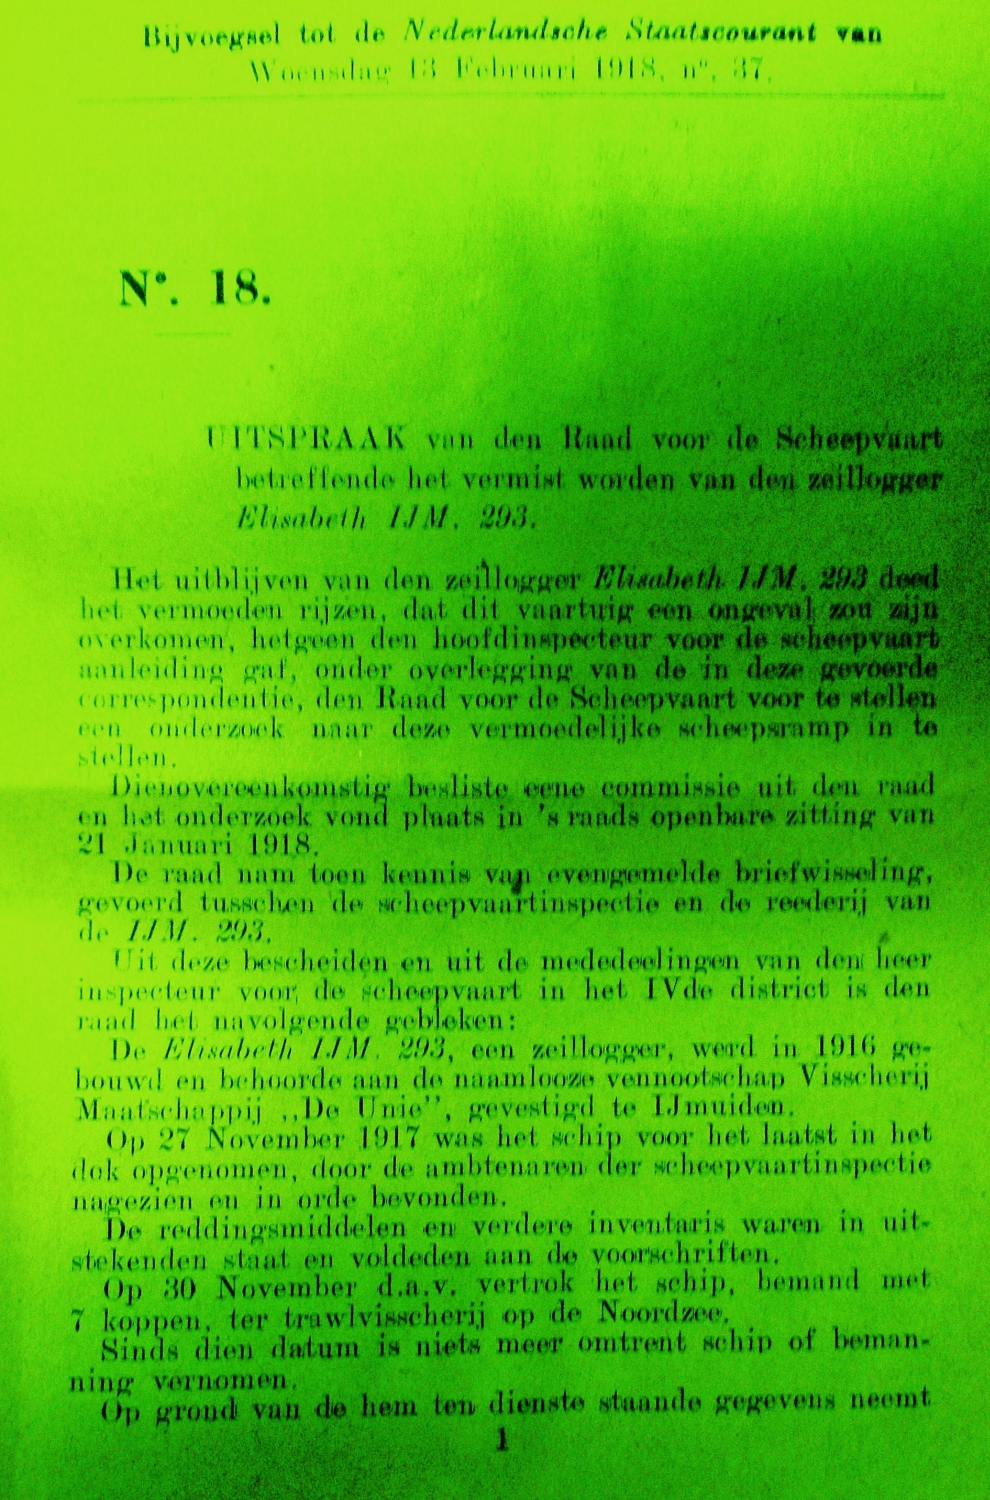 Bijvoegsel tot de Nederlandsche Staatscourant van
Woensdag 13 Februari 1918, n°. 37.
N°. 18.
UITSPRAAK van den Raad voor de Scheepvaart
betreffende het vermist worden van den zeillogger
Elisabeth IJM. 293.
Het uitblijven van den zeillogger Elisabeth IJM. 293 deed
het vermoeden rijzen, dat dit vaartuig een ongeval zou zijn
overkomen, hetgeen den hoofdinspecteur voor de scheepvaart
aanleiding gaf, onder overlegging van de in deze gevoerde
correspondentie, den Raad voor de Scheepvaart voor te stellen
een onderzoek naar deze vermoedelijke scheepsramp in te
stellen.
Dienovereenkomstig besliste eene commissie uit den raad
en het onderzoek vond plaats in 's raads openbare zitting van
21 Januari 1918.
De raad nam toen kennis van evengemelde briefwisseling,
gevoerd tusschen de scheepvaartinspectie en de reederij van
de IJM. 293.
Uit deze bescheiden en uit de mededeelingen van den heer
inspecteur voor de scheepvaart in het IVde district is den
raad het navolgende gebleken:
De Elisabeth IJM. 293, een zeillogger, werd in 1916 ge-
bouwd en behoorde aan de naamlooze vennootschap Visscherij
Maatschappij „De Unie", gevestigd te IJmuiden.
Op 27 November 1917 was het schip voor het laatst in het
dok opgenomen, door de ambtenaren der scheepvaartinspectie
nagezien en in orde bevonden.
De reddingsmiddelen en verdere inventaris waren in uit-
stekenden staat en voldeden aan de voorschriften.
Op 30 November d.a.v. vertrok het schip, bemand met
7 koppen, ter trawlvisscherij op de Noordzee.
Sinds dien datum is niets meer omtrent schip of beman-
ning vernomen.
Op grond van de hem ten dienste staande gegevens neemt
1